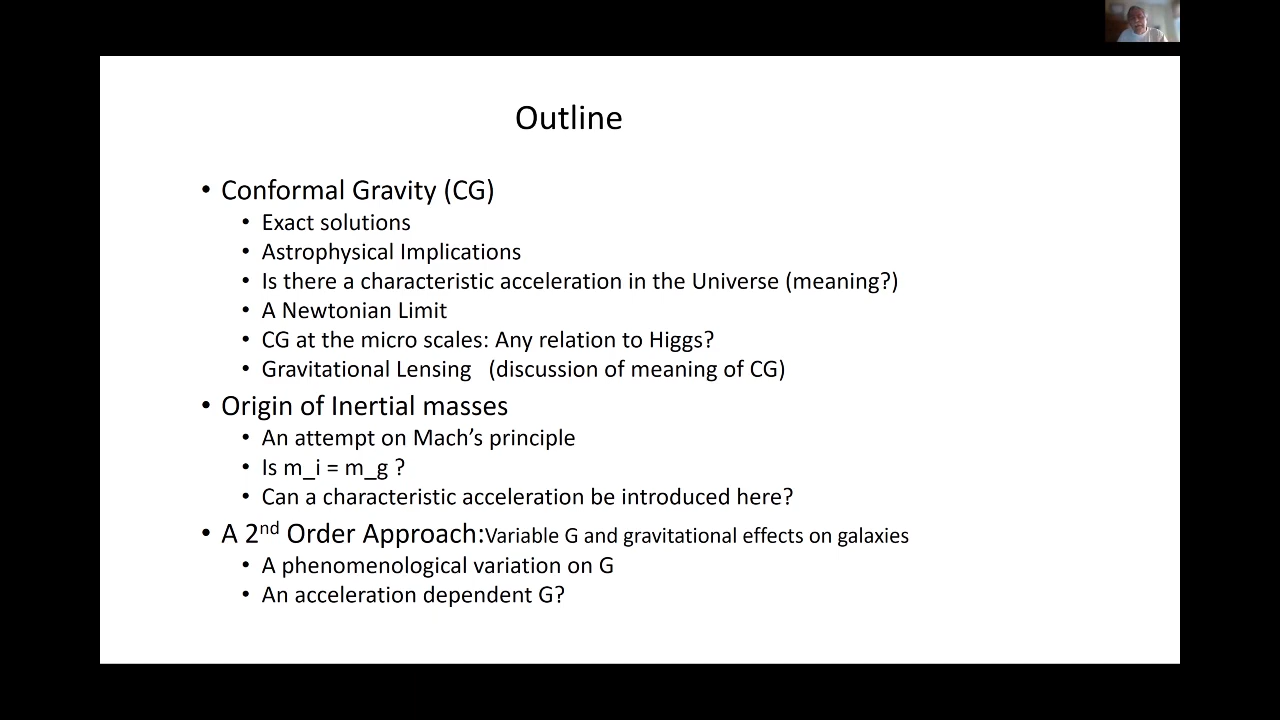 Outline
• Conformal Gravity (CG)
• Exact solutions
• Astrophysical Implications
• Is there a characteristic acceleration in the Universe (meaning?)
• A Newtonian Limit
• CG at the micro scales: Any relation to Higgs?
• Gravitational Lensing (discussion of meaning of CG)
• Origin of Inertial masses
• An attempt on Mach’s principle
• Is m_i = m_g ?
• Can a characteristic acceleration be introduced here?
• A 2nd Order Approach:Variable G and gravitational effects on galaxies
• A phenomenological variation on G
• An acceleration dependent G?